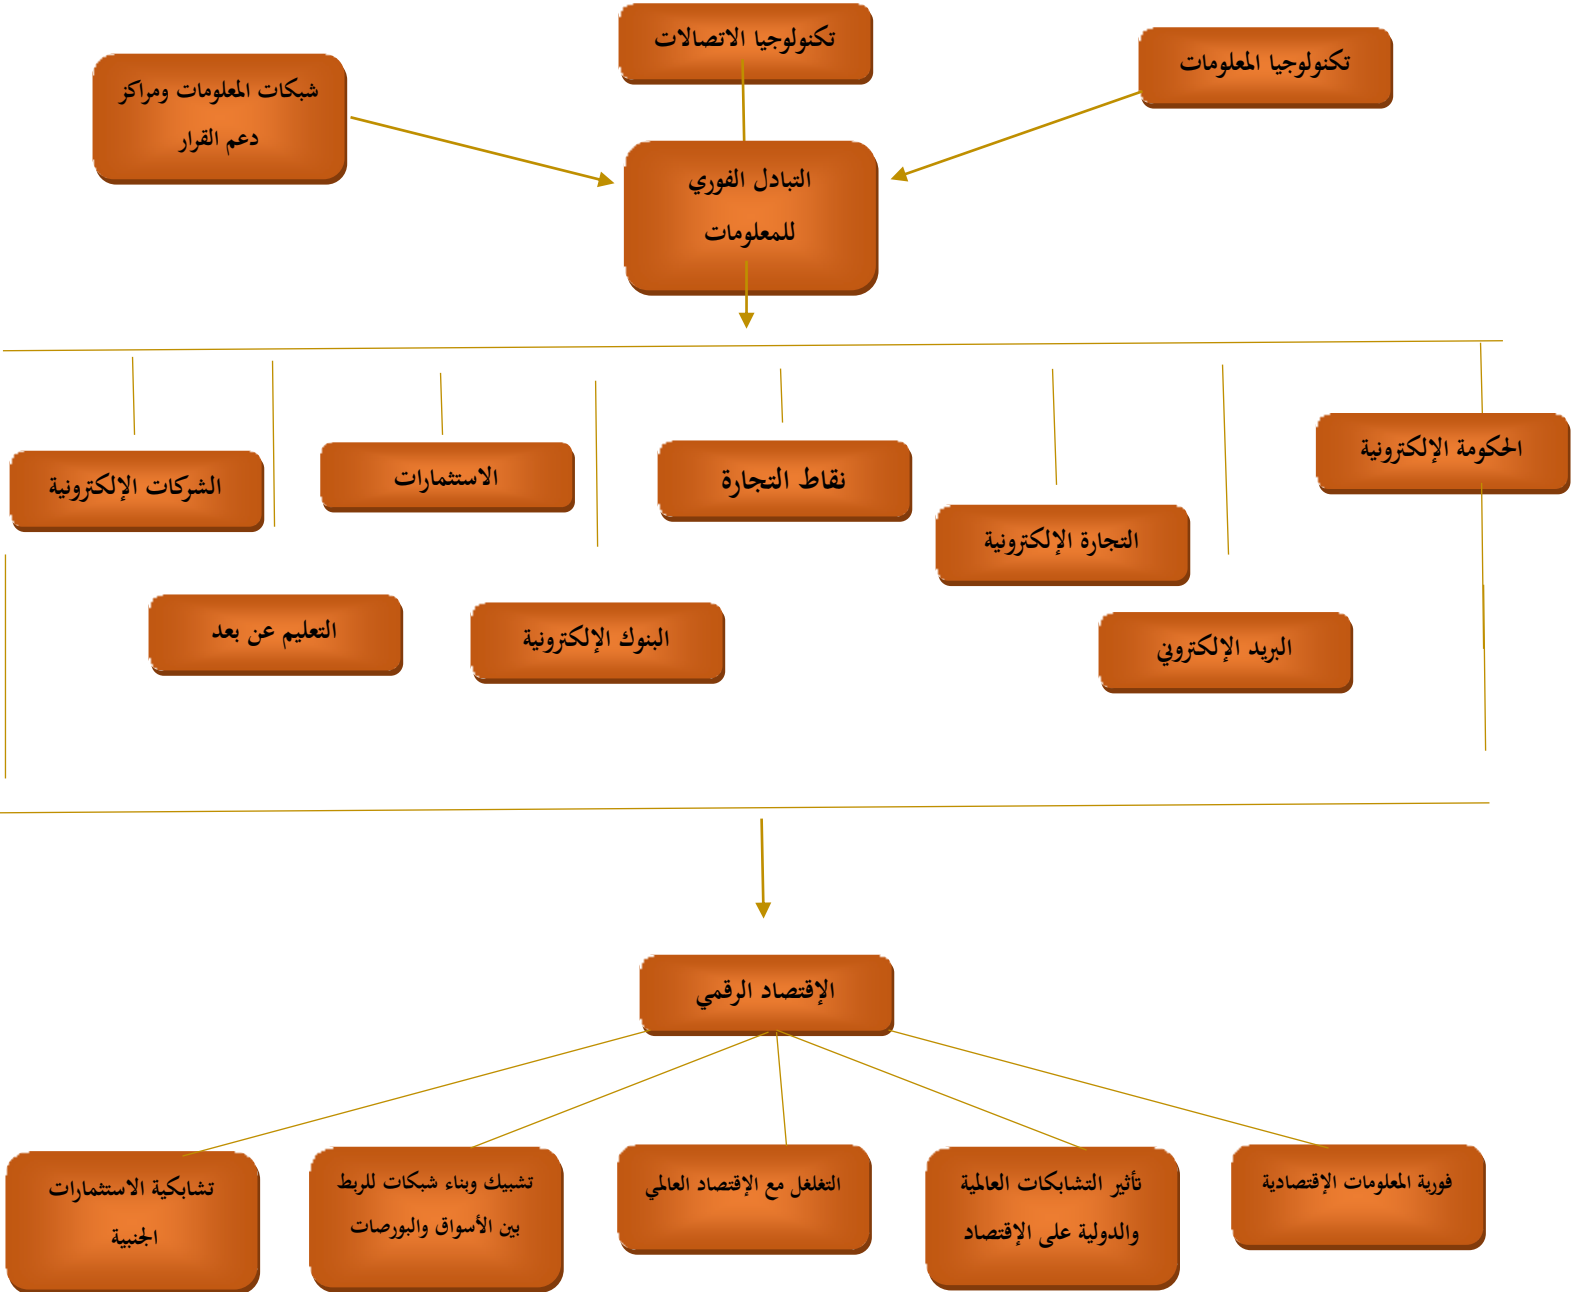 تكنولوجيا الاتصالات
تكنولوجيا المعلومات
شبكات المعلومات ومراكز
دعم القرار
التبادل الفوري
للمعلومات
الحكومة الإلكترونية
التجارة الإلكترونية
البريد الإلكتروني
نقاط التجارة
البنوك الإلكترونية
الاستثمارات
التعليم عن بعد
الشركات الإلكترونية
الإقتصاد الرقمي
فورية المعلومات الإقتصادية
تأثير التشابكات العالمية
والدولية على الإقتصاد
التغلغل مع الإقتصاد العالمي
تشبيك وبناء شبكات للربط
بين الأسواق والبورصات
تشابكية الاستثمارات
الجنبية